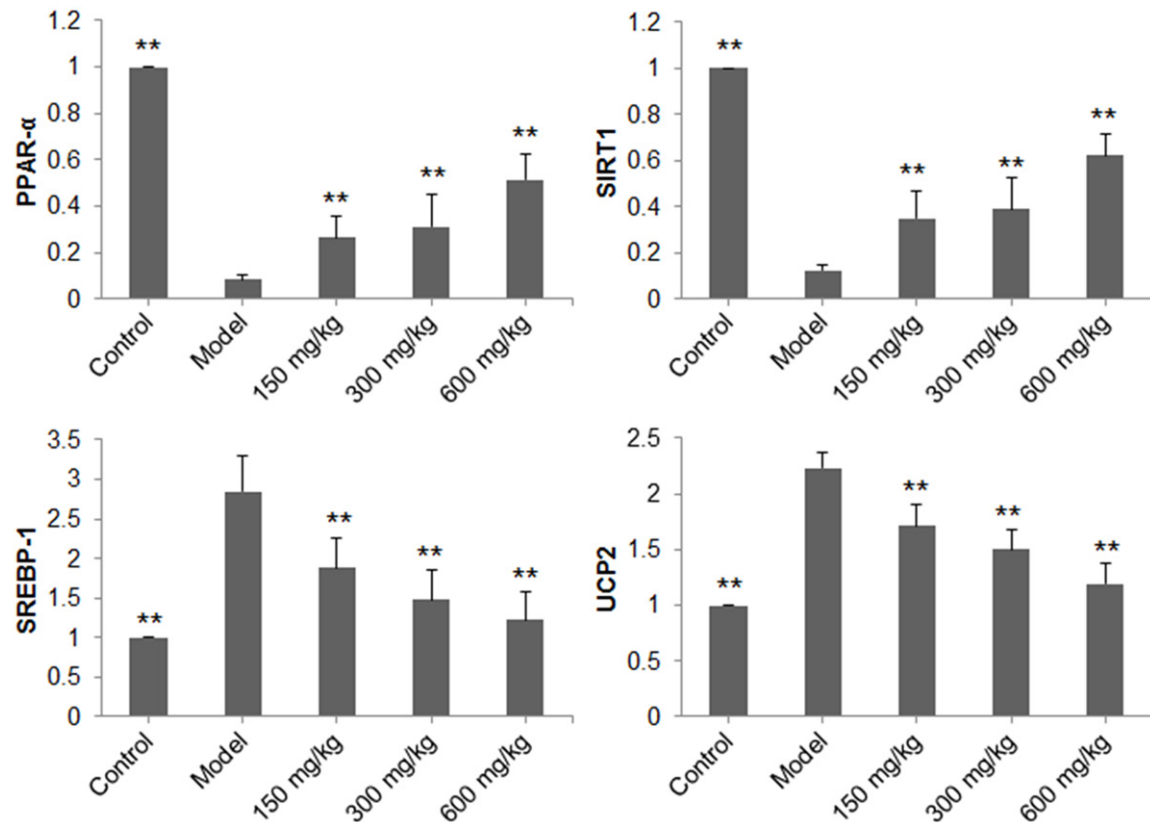 PPAR-α
1.2
1
0.8
0.6
0.4
0.2
0
**
**
**
**
Control
Model
150 mg/kg
300 mg/kg
600 mg/kg
SIRT1
1.2
1
0.8
0.6
0.4
0.2
0
**
**
**
**
Control
Model
150 mg/kg
300 mg/kg
600 mg/kg
SREBP-1
3.5
3
2.5
2
1.5
1
0.5
0
**
**
**
**
Control
Model
150 mg/kg
300 mg/kg
600 mg/kg
UCP2
2.5
2
1.5
1
0.5
0
**
**
**
**
Control
Model
150 mg/kg
300 mg/kg
600 mg/kg